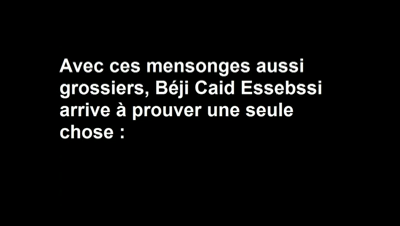 Avec ces mensonges aussi
grossiers, Béji Caid Essebssi
arrive à prouver une seule
chose :